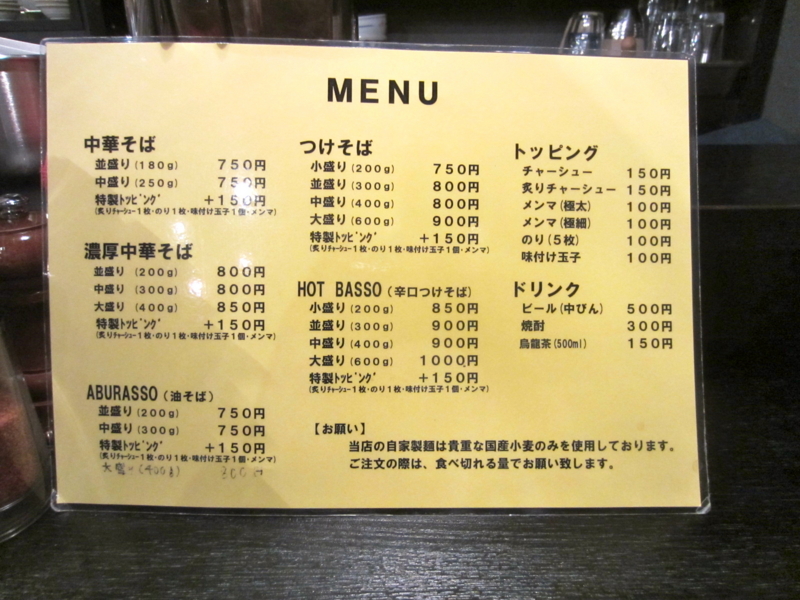 MENU
中華そば
並盛り(180g) 750円
中盛り(250g) 750円
特製トッピング +150円
(炙りチャーシュー1枚・のり1枚・味付け玉子1個・メンマ)
濃厚中華そば
並盛り (200g) 800円
中盛り (300g) 800円
大盛り (400g) 850円
特製トッピング +150円
(炙りチャーシュー1枚・のり1枚・味付け玉子1個・メンマ)
ABURASSO(油そば)
並盛り(200g) 750円
中盛り(300g) 750円
特製トッピング +150円
(炙りチャーシュー1枚・のり1枚・味付け玉子1個・メンマ)
大盛り(400g)
つけそば
小盛り(200g) 750円
並盛り(300g) 800円
中盛り(400g) 800円
大盛り(600g) 900円
特製トッピング +150円
(炙りチャーシュー1枚・のり1枚・味付け玉子1個・メンマ)
HOT BASSO(辛口つけそば)
小盛り(200g) 850円
並盛り(300g) 900円
中盛り(400g) 900円
大盛り(600g) 1000円
特製トッピング +150円
(炙りチャーシュー1枚・のり1枚・味付け玉子1個・メンマ)
トッピング
チャーシュー 150円
炙りチャーシュー 150円
メンマ(極太) 100円
メンマ(極細) 100円
のり(5枚) 100円
味付け玉子 100円
ドリンク
ビール(中びん) 500円
焼酎 300円
烏龍茶(500ml) 150円
【お願い】
当店の自家製麺は貴重な国産小麦のみを使用しております。
ご注文の際は、食べ切れる量でお願い致します。